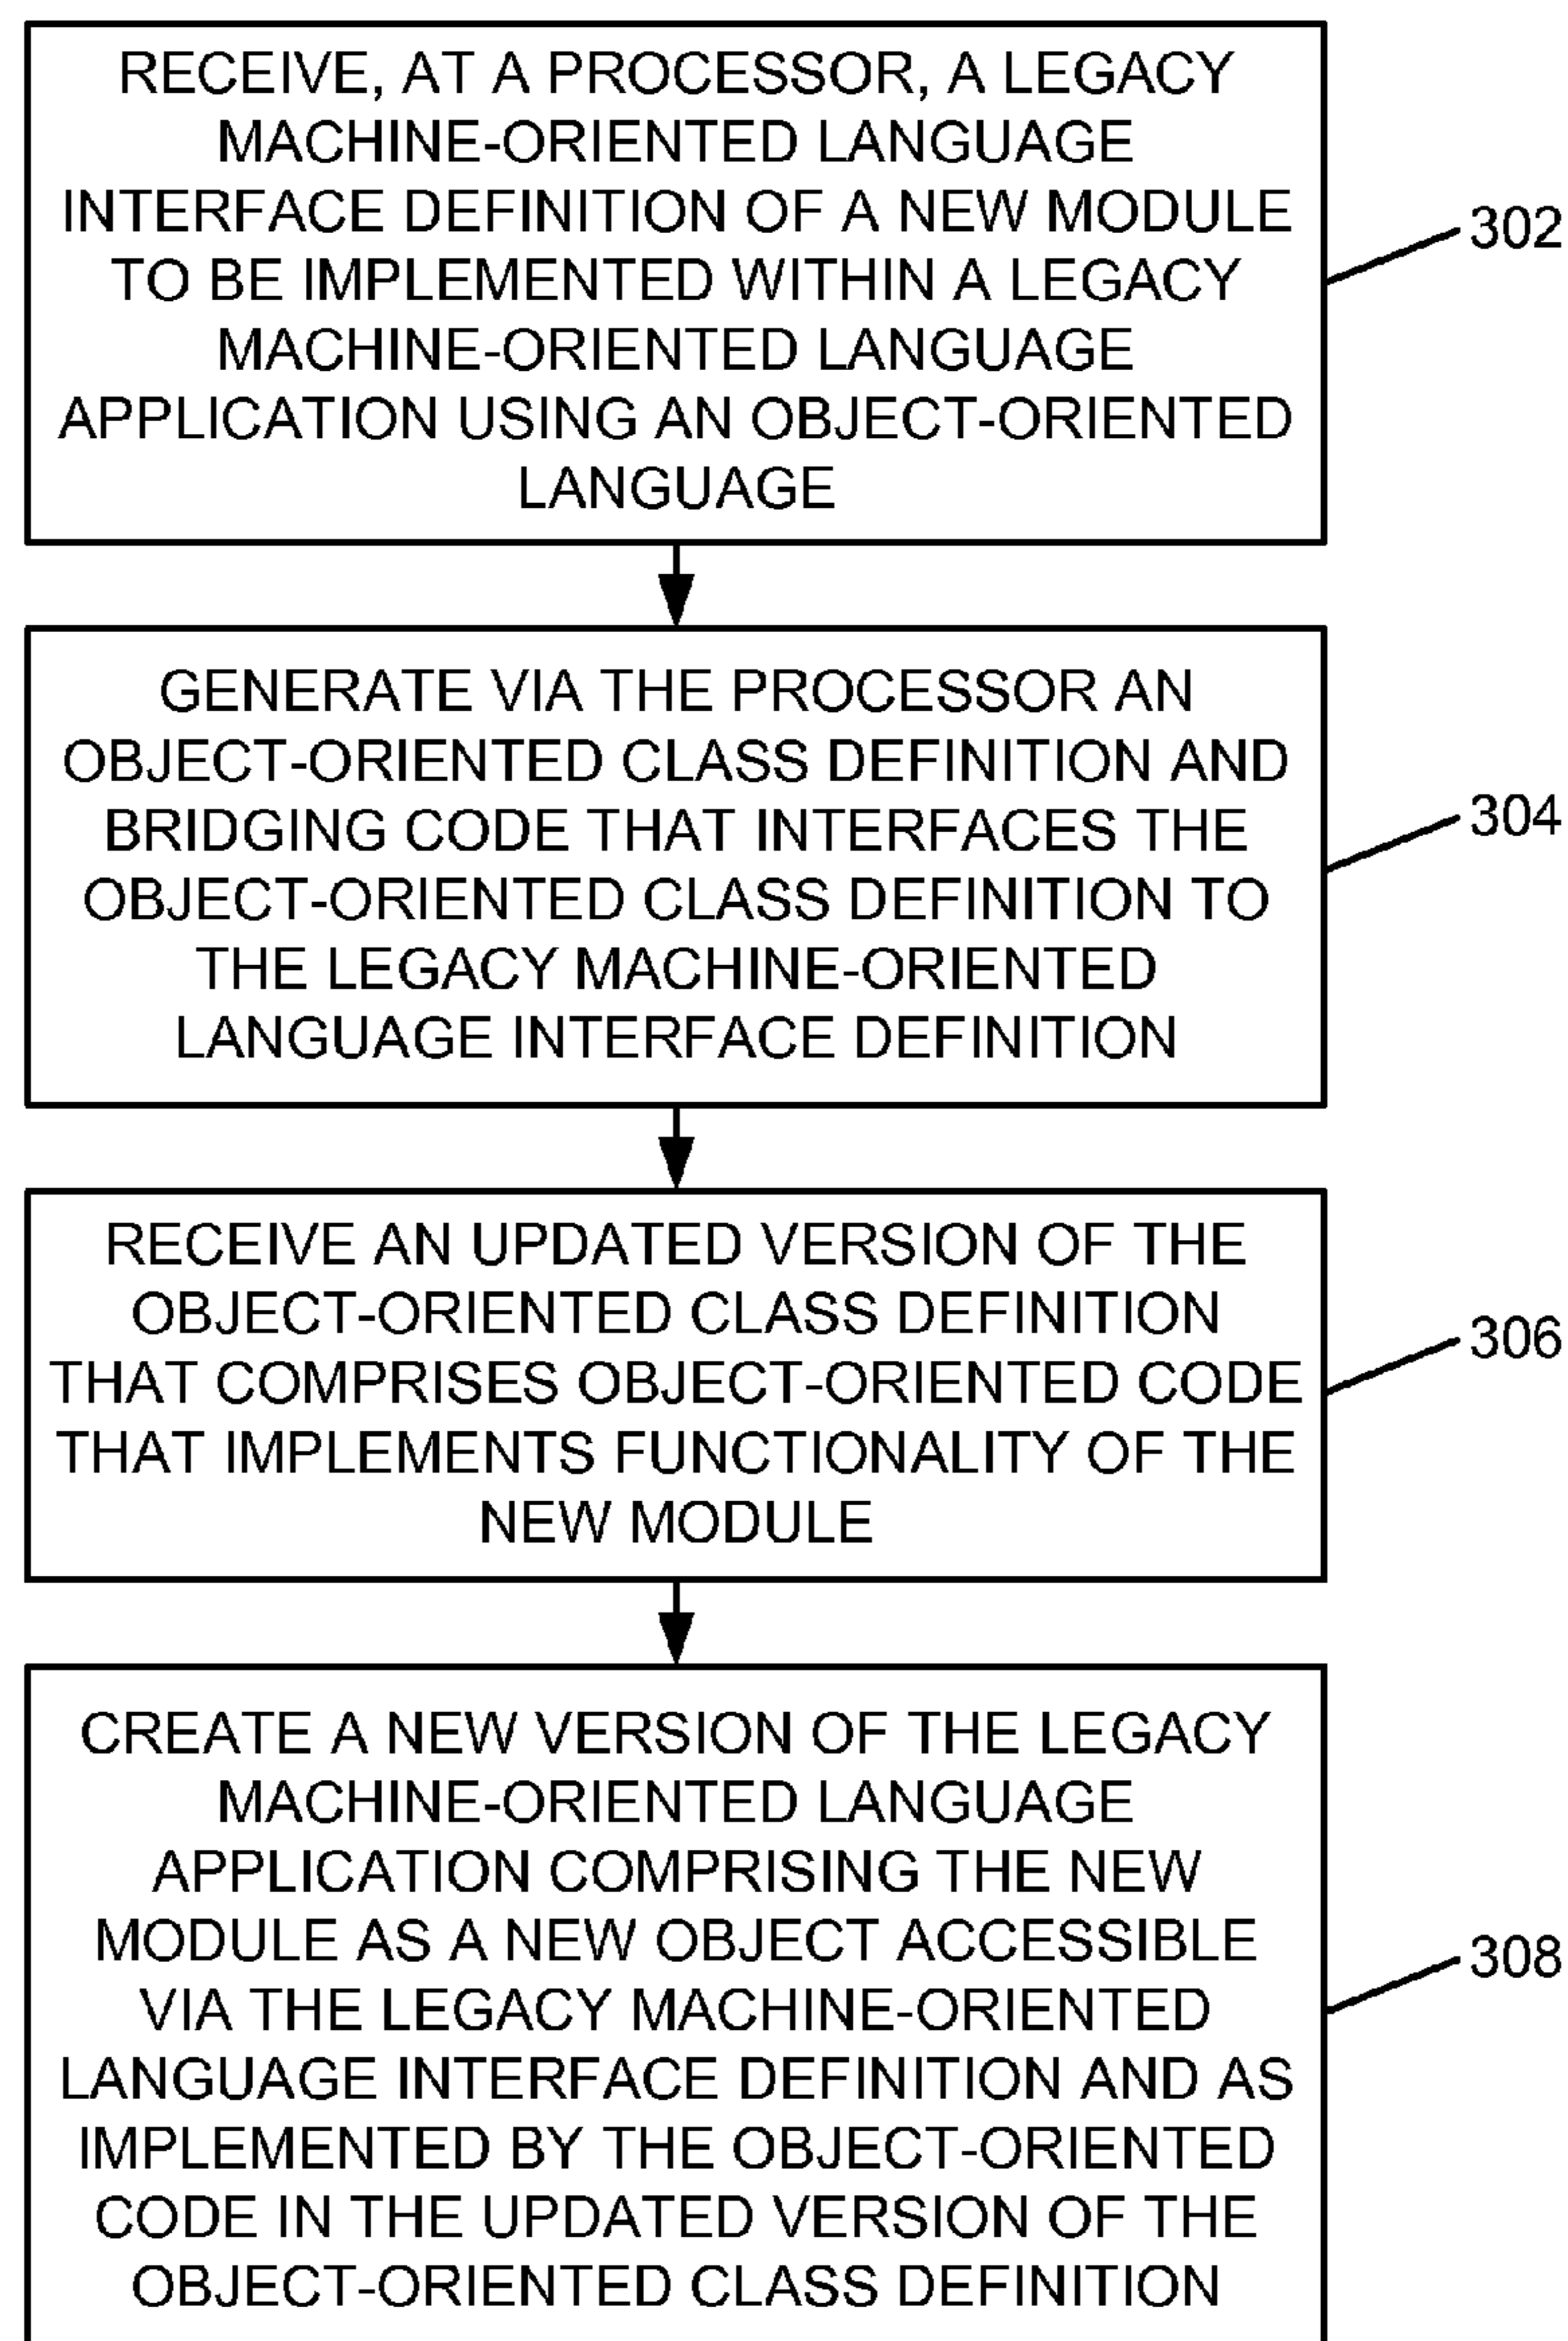 RECEIVE, AT A PROCESSOR, A LEGACY
MACHINE-ORIENTED LANGUAGE
INTERFACE DEFINITION OF A NEW MODULE
TO BE IMPLEMENTED WITHIN A LEGACY
MACHINE-ORIENTED LANGUAGE
APPLICATION USING AN OBJECT-ORIENTED
LANGUAGE
302
GENERATE VIA THE PROCESSOR AN
OBJECT-ORIENTED CLASS DEFINITION AND
BRIDGING CODE THAT INTERFACES THE
OBJECT-ORIENTED CLASS DEFINITION TO
THE LEGACY MACHINE-ORIENTED
LANGUAGE INTERFACE DEFINITION
304
RECEIVE AN UPDATED VERSION OF THE
OBJECT-ORIENTED CLASS DEFINITION
THAT COMPRISES OBJECT-ORIENTED CODE
THAT IMPLEMENTS FUNCTIONALITY OF THE
NEW MODULE
306
CREATE A NEW VERSION OF THE LEGACY
MACHINE-ORIENTED LANGUAGE
APPLICATION COMPRISING THE NEW
MODULE AS A NEW OBJECT ACCESSIBLE
VIA THE LEGACY MACHINE-ORIENTED
LANGUAGE INTERFACE DEFINITION AND AS
IMPLEMENTED BY THE OBJECT-ORIENTED
CODE IN THE UPDATED VERSION OF THE
OBJECT-ORIENTED CLASS DEFINITION
308